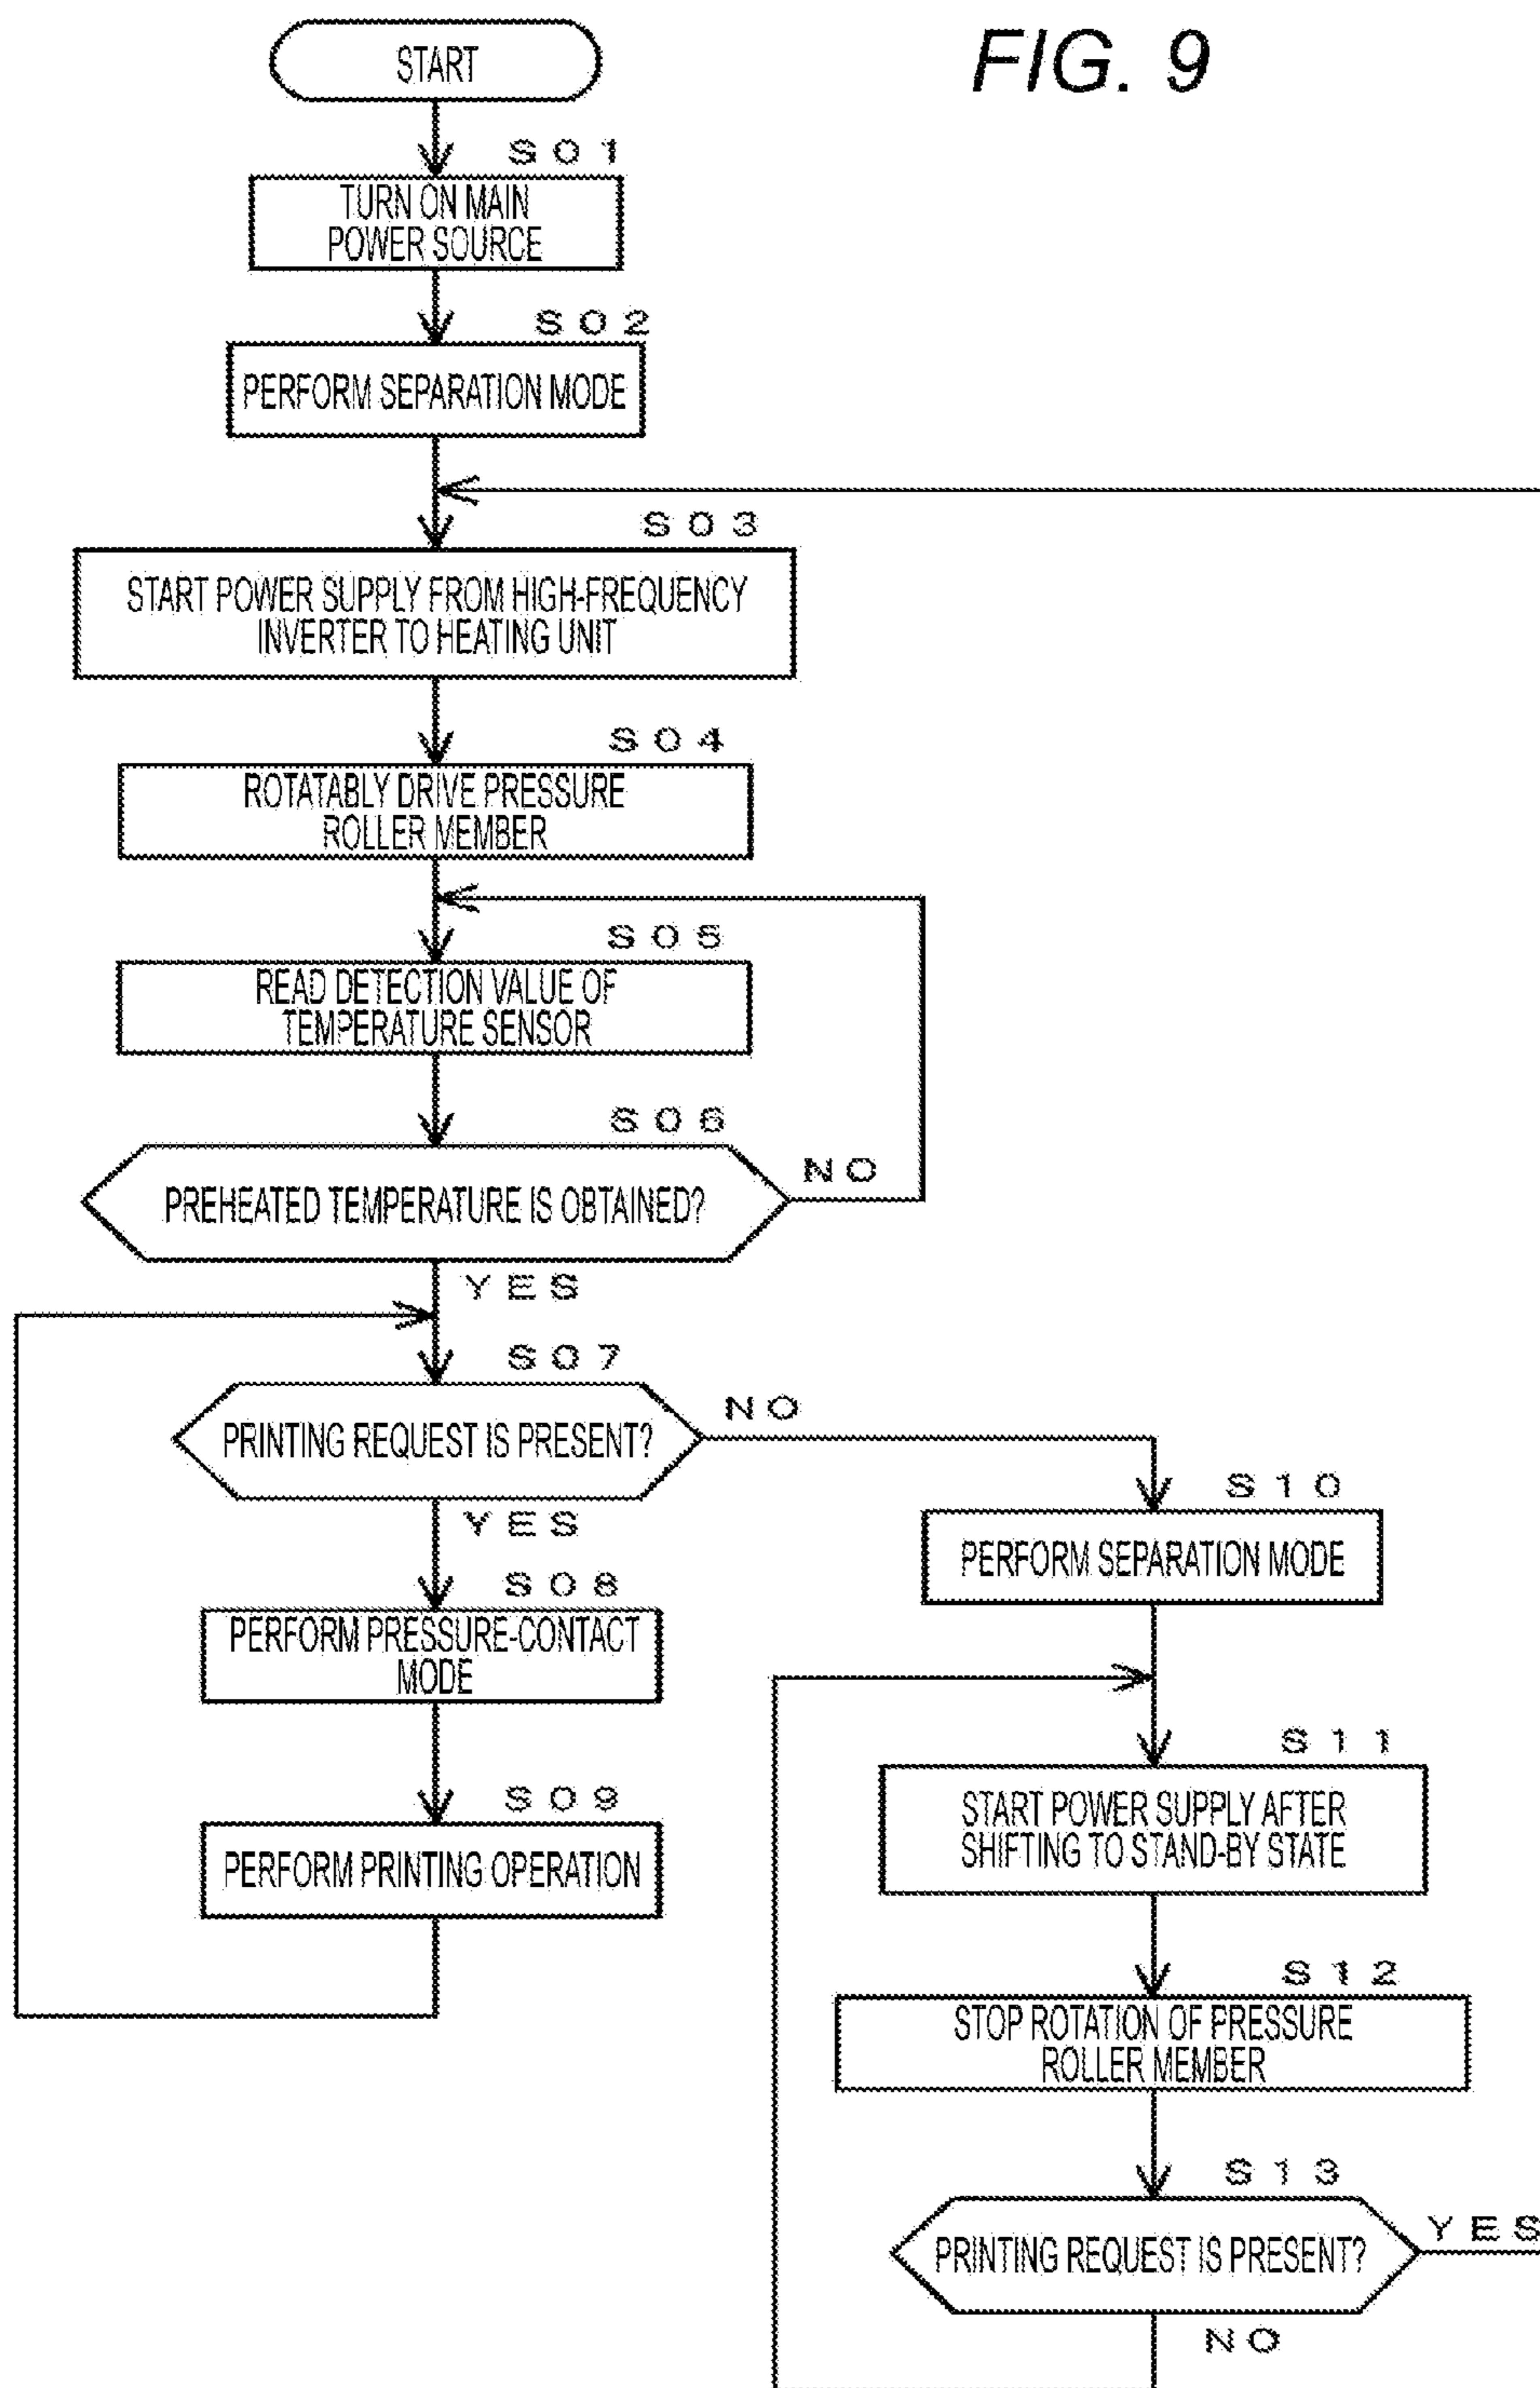 FIG. 9
START
S01
TURN ON MAIN
POWER SOURCE
S02
PERFORM SEPARATION MODE
S03
START POWER SUPPLY FROM HIGH-FREQUENCY
INVERTER TO HEATING UNIT
S04
ROTATABLY DRIVE PRESSURE
ROLLER MEMBER
S05
READ DETECTION VALUE OF
TEMPERATURE SENSOR
S06
PREHEATED TEMPERATURE IS OBTAINED?
NO
YES
S07
PRINTING REQUEST IS PRESENT?
NO
YES
S08
PERFORM PRESSURE-CONTACT
MODE
S09
PERFORM PRINTING OPERATION
S10
PERFORM SEPARATION MODE
S11
START POWER SUPPLY AFTER
SHIFTING TO STAND-BY STATE
S12
STOP ROTATION OF PRESSURE
ROLLER MEMBER
S13
PRINTING REQUEST IS PRESENT?
YES
NO